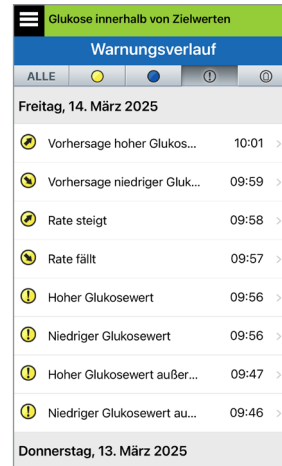 Glukose innerhalb von Zielwerten
Warnungsverlauf
ALLE
Freitag, 14. März 2025
Vorhersage hoher Glukos... 10:01
Vorhersage niedriger Gluk... 09:59
Rate steigt 09:58
Rate fällt 09:57
Hoher Glukosewert 09:56
Niedriger Glukosewert 09:56
Hoher Glukosewert außer... 09:47
Niedriger Glukosewert au... 09:46
Donnerstag, 13. März 2025